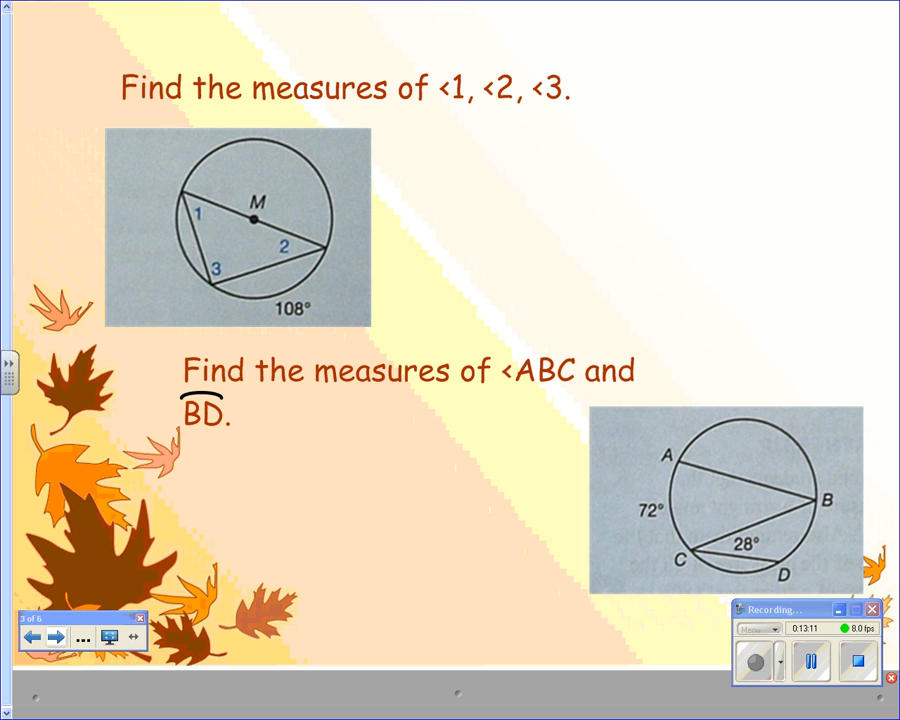 Find the measures of <1, <2, <3.
M
1
2
3
108°
Find the measures of <ABC and
BD.
A
B
72°
28°
C
D
3 of 6
Recording...
Menu
0:13:11
8.0 fps
...